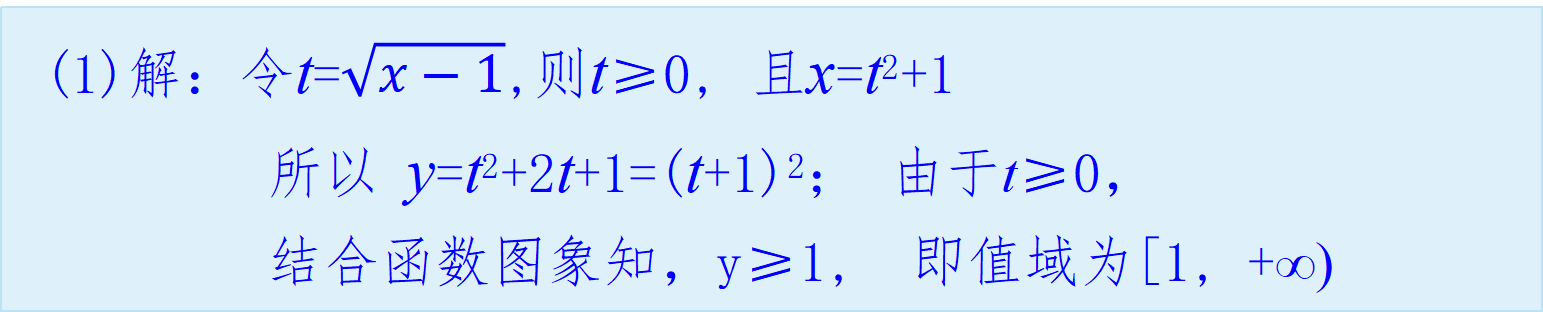 (1)解：令t=√x−1,则t≥0, 且x=t²+1
所以 y=t²+2t+1=(t+1)²; 由于t≥0，
结合函数图象知，y≥1, 即值域为[1, +∞)